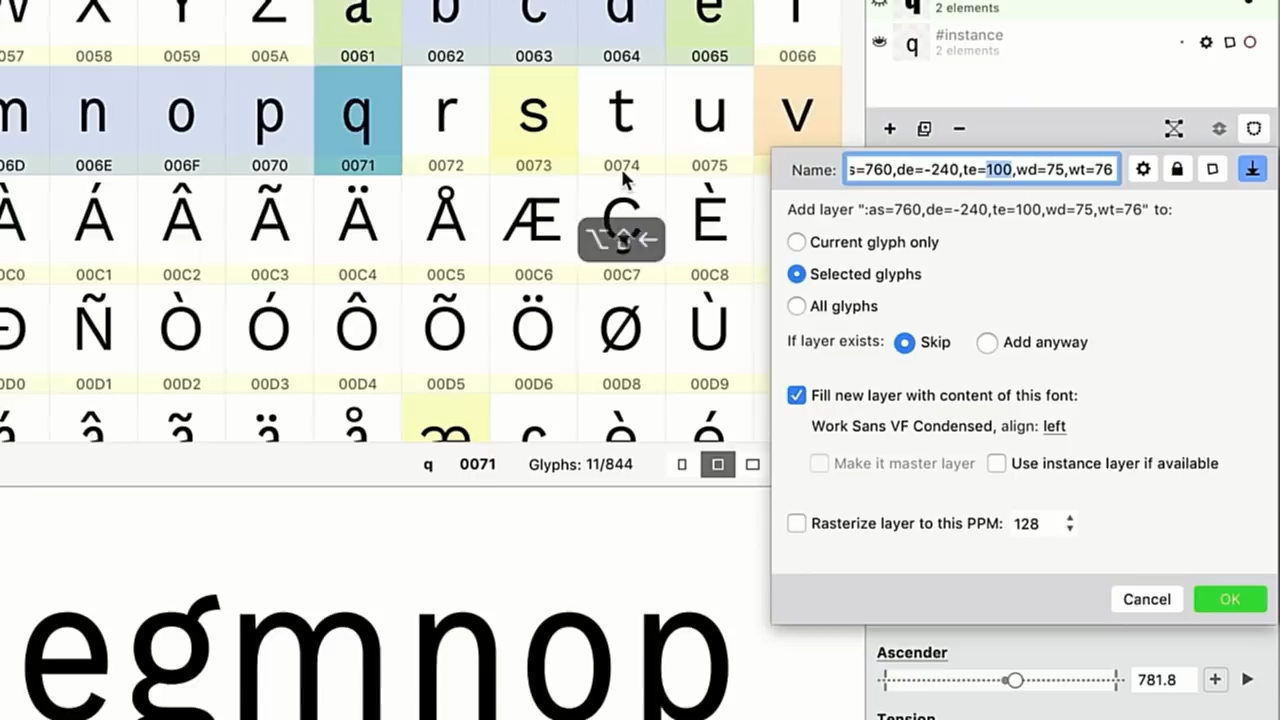 W X Y Z a b c d e f
057 0058 0059 005A 0061 0062 0063 0064 0065 0066
m n o p q r s t u v
06D 006E 006F 0070 0071 0072 0073 0074 0075
À Á Â Ã Ä Å Æ Ç È
0C0 00C1 00C2 00C3 00C4 00C5 00C6 00C7 00C8
⌥⇧←
Ð Ñ Ò Ó Ô Õ Ö Ø Ù
0D0 00D1 00D2 00D3 00D4 00D5 00D6 00D8 00D9
á â ã ä å æ ç è é
q 0071 Glyphs: 11/844
egmnop
q 2 elements
q #instance
2 elements
Name: s=760,de=-240,te=100,wd=75,wt=76
Add layer ":as=760,de=-240,te=100,wd=75,wt=76" to:
Current glyph only
Selected glyphs
All glyphs
If layer exists: Skip Add anyway
Fill new layer with content of this font:
Work Sans VF Condensed, align: left
Make it master layer Use instance layer if available
Rasterize layer to this PPM: 128
Cancel OK
Ascender
781.8
Tension